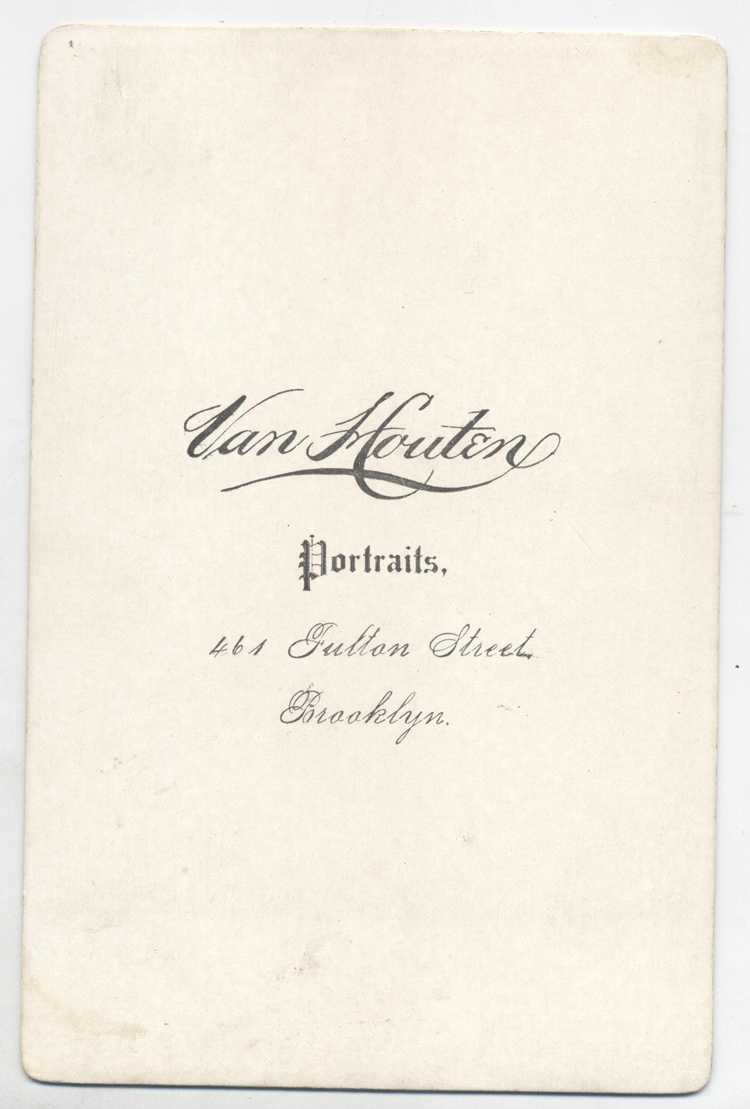 Van Houten
Portraits,
461 Fulton Street.
Brooklyn.